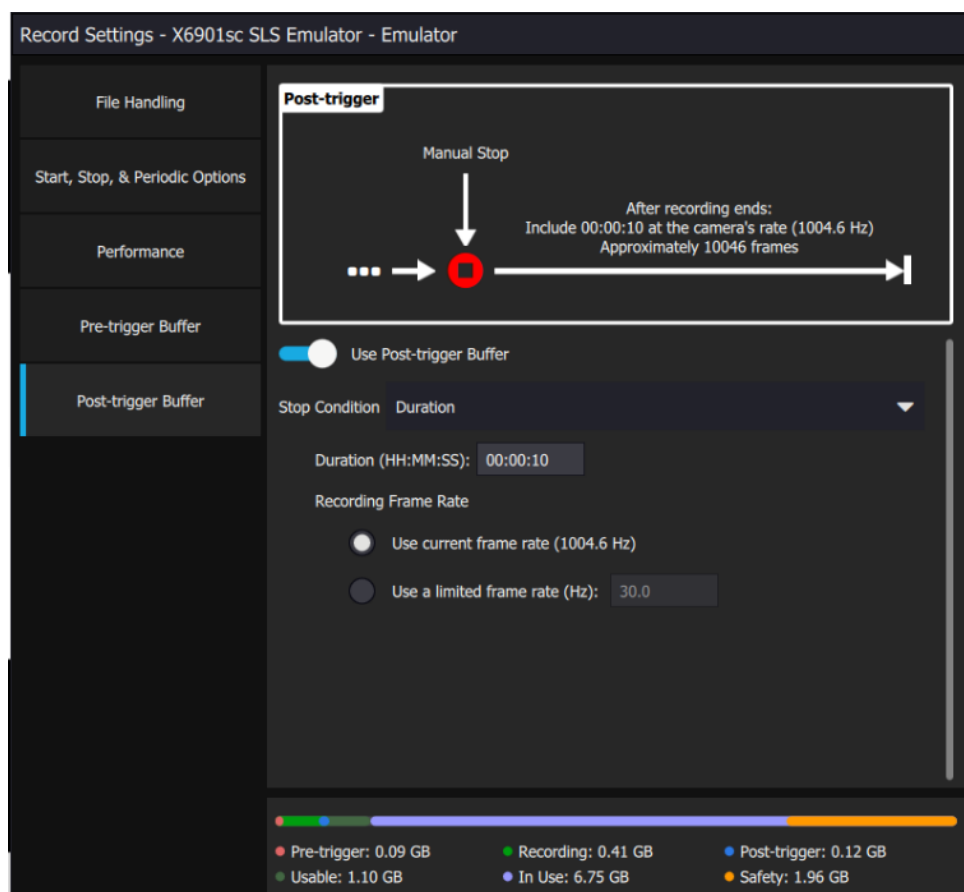 Record Settings - X6901sc SLS Emulator - Emulator
File Handling
Start, Stop, & Periodic Options
Performance
Pre-trigger Buffer
Post-trigger Buffer
Post-trigger
Manual Stop
After recording ends:
Include 00:00:10 at the camera's rate (1004.6 Hz)
Approximately 10046 frames
Use Post-trigger Buffer
Stop Condition Duration
Duration (HH:MM:SS): 00:00:10
Recording Frame Rate
Use current frame rate (1004.6 Hz)
Use a limited frame rate (Hz): 30.0
Pre-trigger: 0.09 GB Recording: 0.41 GB Post-trigger: 0.12 GB
Usable: 1.10 GB In Use: 6.75 GB Safety: 1.96 GB